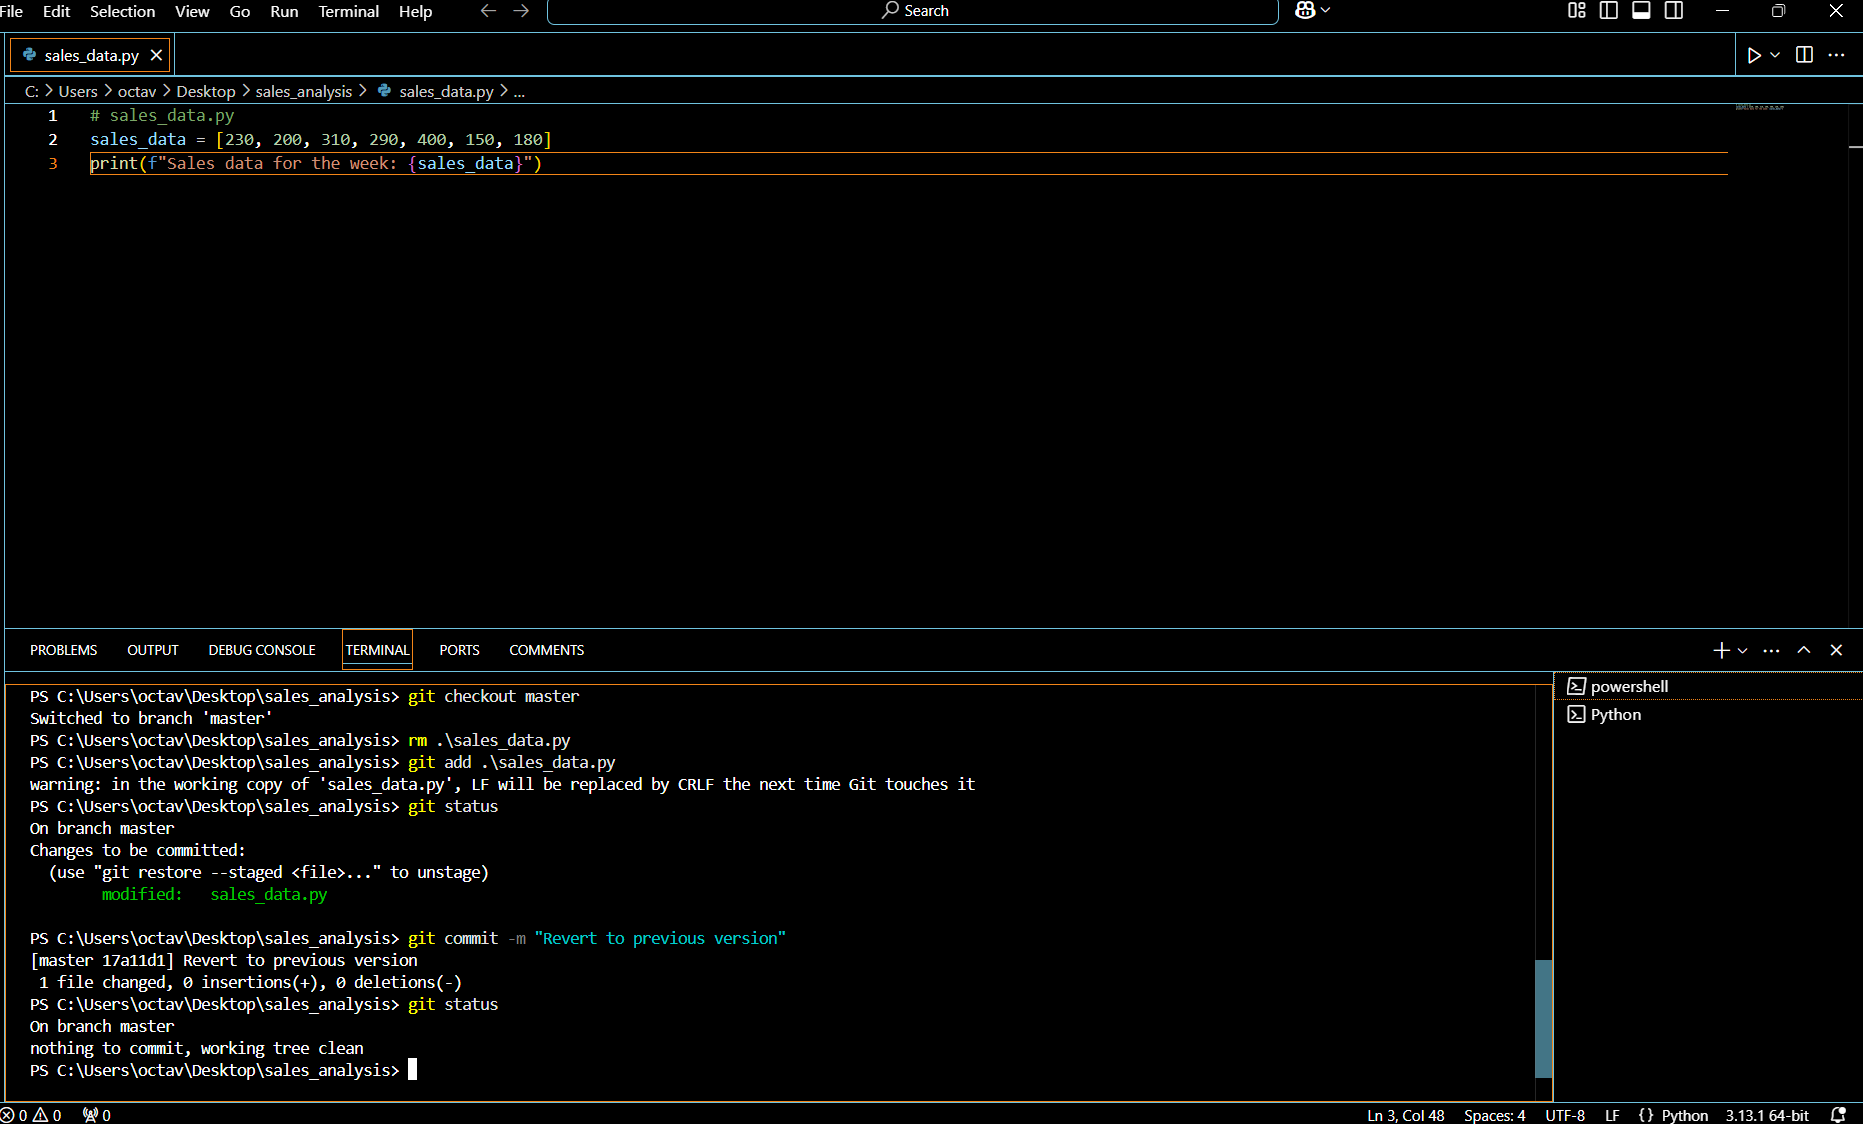 File Edit Selection View Go Run Terminal Help Search
sales_data.py
C: > Users > octav > Desktop > sales_analysis > sales_data.py > ...
1 # sales_data.py
2 sales_data = [230, 200, 310, 290, 400, 150, 180]
3 print(f"Sales data for the week: {sales_data}")
PROBLEMS OUTPUT DEBUG CONSOLE TERMINAL PORTS COMMENTS
PS C:\Users\octav\Desktop\sales_analysis> git checkout master
Switched to branch 'master'
PS C:\Users\octav\Desktop\sales_analysis> rm .\sales_data.py
PS C:\Users\octav\Desktop\sales_analysis> git add .\sales_data.py
warning: in the working copy of 'sales_data.py', LF will be replaced by CRLF the next time Git touches it
PS C:\Users\octav\Desktop\sales_analysis> git status
On branch master
Changes to be committed:
  (use "git restore --staged <file>..." to unstage)
        modified:   sales_data.py
PS C:\Users\octav\Desktop\sales_analysis> git commit -m "Revert to previous version"
[master 17a11d1] Revert to previous version
 1 file changed, 0 insertions(+), 0 deletions(-)
PS C:\Users\octav\Desktop\sales_analysis> git status
On branch master
nothing to commit, working tree clean
PS C:\Users\octav\Desktop\sales_analysis>
powershell
Python
0 0 0 Ln 3, Col 48 Spaces: 4 UTF-8 LF {} Python 3.13.1 64-bit